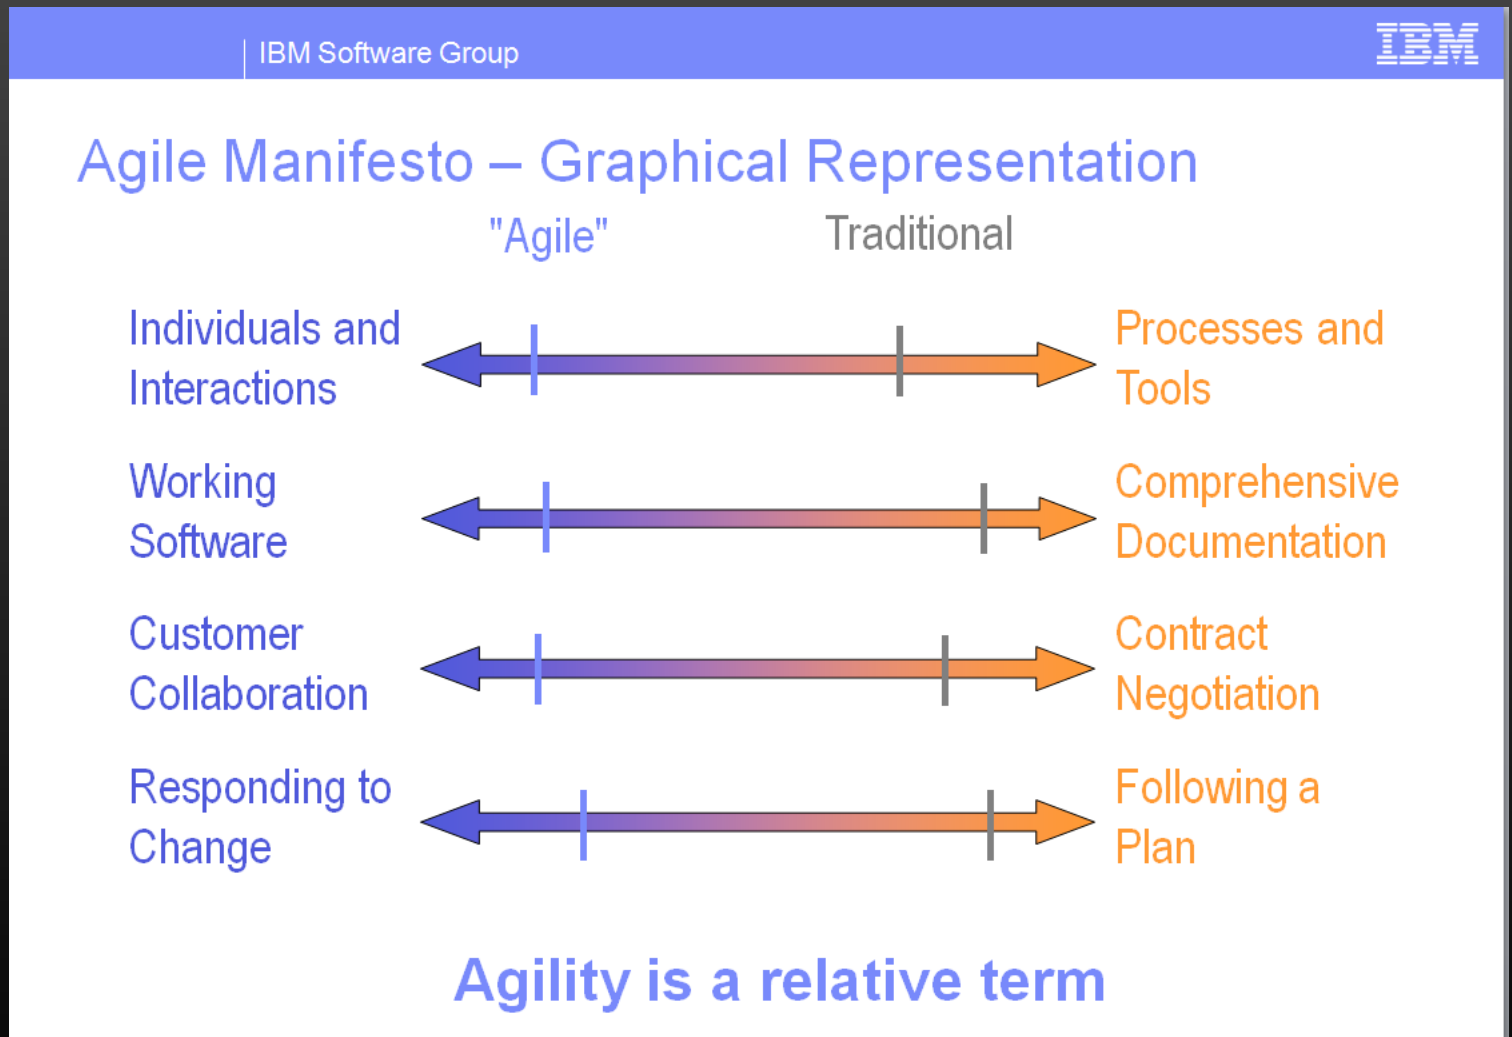 IBM Software Group
IBM
Agile Manifesto – Graphical Representation
"Agile"
Traditional
Individuals and
Interactions
Processes and
Tools
Working
Software
Comprehensive
Documentation
Customer
Collaboration
Contract
Negotiation
Responding to
Change
Following a
Plan
Agility is a relative term